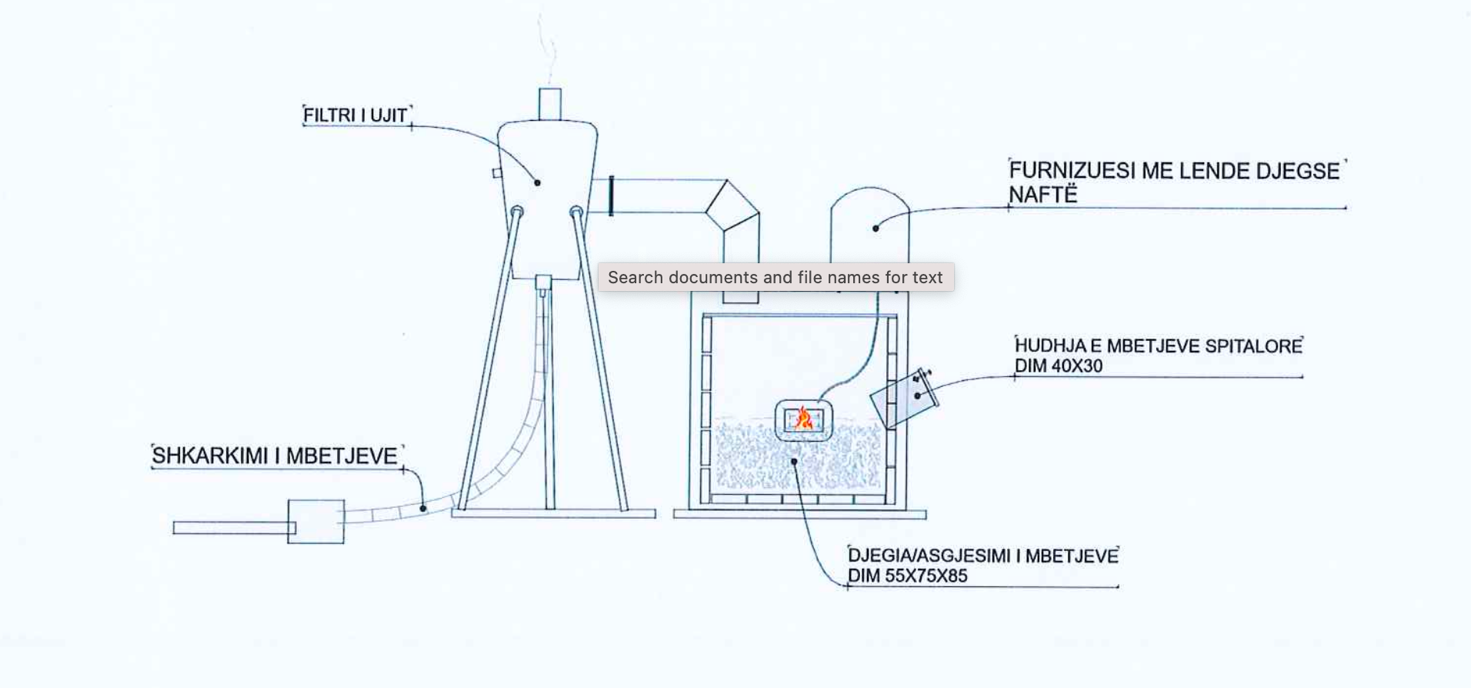 FILTRI I UJIT
FURNIZUESI ME LENDE DJEGSE
NAFTË
Search documents and file names for text
HUDHJA E MBETJEVE SPITALORE
DIM 40X30
SHKARKIMI I MBETJEVE
DJEGIA/ASGJESIMI I MBETJEVE
DIM 55X75X85